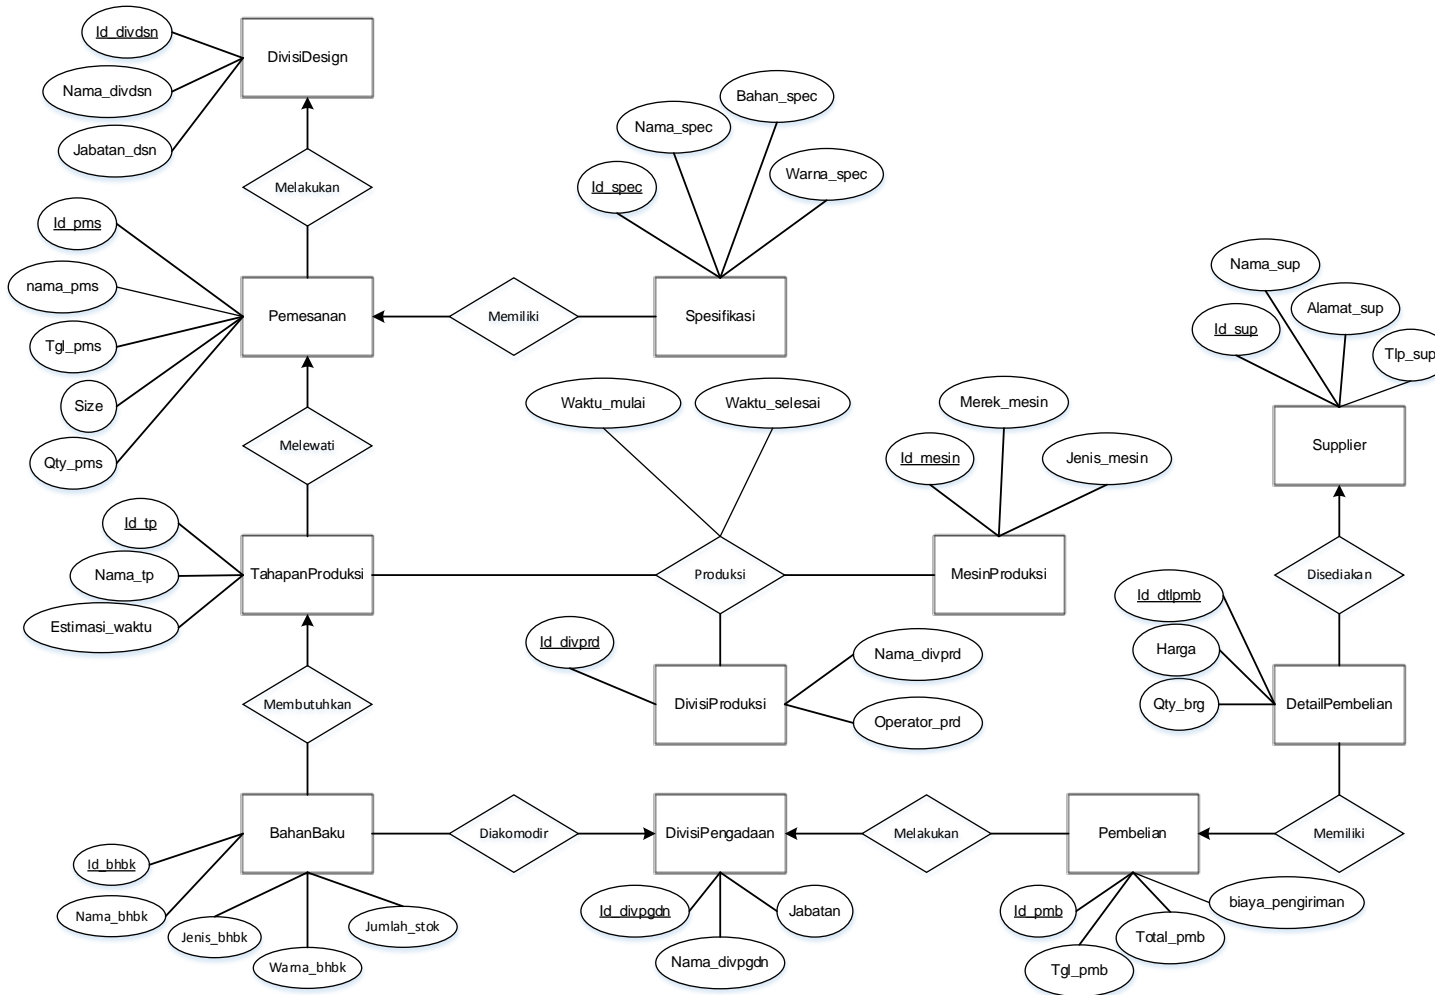 Id_divdsn
DivisiDesign
Nama_divdsn
Jabatan_dsn
Melakukan
Bahan_spec
Nama_spec
Id_spec
Warna_spec
Id_pms
nama_pms
Pemesanan
Memiliki
Spesifikasi
Tgl_pms
Size
Qty_pms
Melewati
Nama_sup
Alamat_sup
Id_sup
Tlp_sup
Supplier
Waktu_mulai
Waktu_selesai
Merek_mesin
Id_mesin
Jenis_mesin
Id_tp
Nama_tp
TahapanProduksi
Produksi
MesinProduksi
Disediakan
Estimasi_waktu
Id_dtlpmb
Harga
Qty_brg
DetailPembelian
Id_divprd
Nama_divprd
DivisiProduksi
Operator_prd
Membutuhkan
BahanBaku
Diakomodir
DivisiPengadaan
Melakukan
Pembelian
Memiliki
Id_bhbk
Nama_bhbk
Jenis_bhbk
Warna_bhbk
Jumlah_stok
Id_divpgdn
Nama_divpgdn
Jabatan
Id_pmb
Tgl_pmb
Total_pmb
biaya_pengiriman